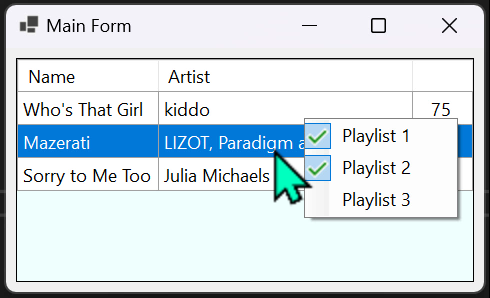 Main Form
Name Artist
Who's That Girl kiddo 75
Mazerati LIZOT, Paradigm a
Playlist 1
Sorry to Me Too Julia Michaels
Playlist 2
Playlist 3